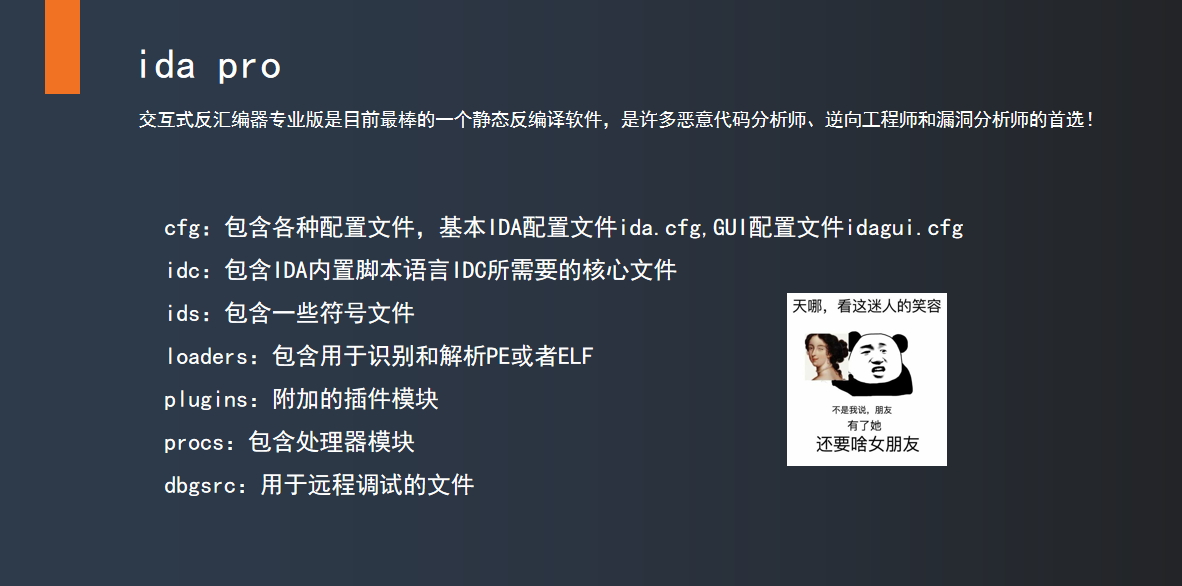 ida pro
交互式反汇编器专业版是目前最棒的一个静态反编译软件，是许多恶意代码分析师、逆向工程师和漏洞分析师的首选！
cfg：包含各种配置文件，基本IDA配置文件ida.cfg,GUI配置文件idagui.cfg
idc：包含IDA内置脚本语言IDC所需要的核心文件
ids：包含一些符号文件
loaders：包含用于识别和解析PE或者ELF
plugins：附加的插件模块
procs：包含处理器模块
dbgsrc：用于远程调试的文件
天哪，看这迷人的笑容
不是我说，朋友
有了她
还要啥女朋友